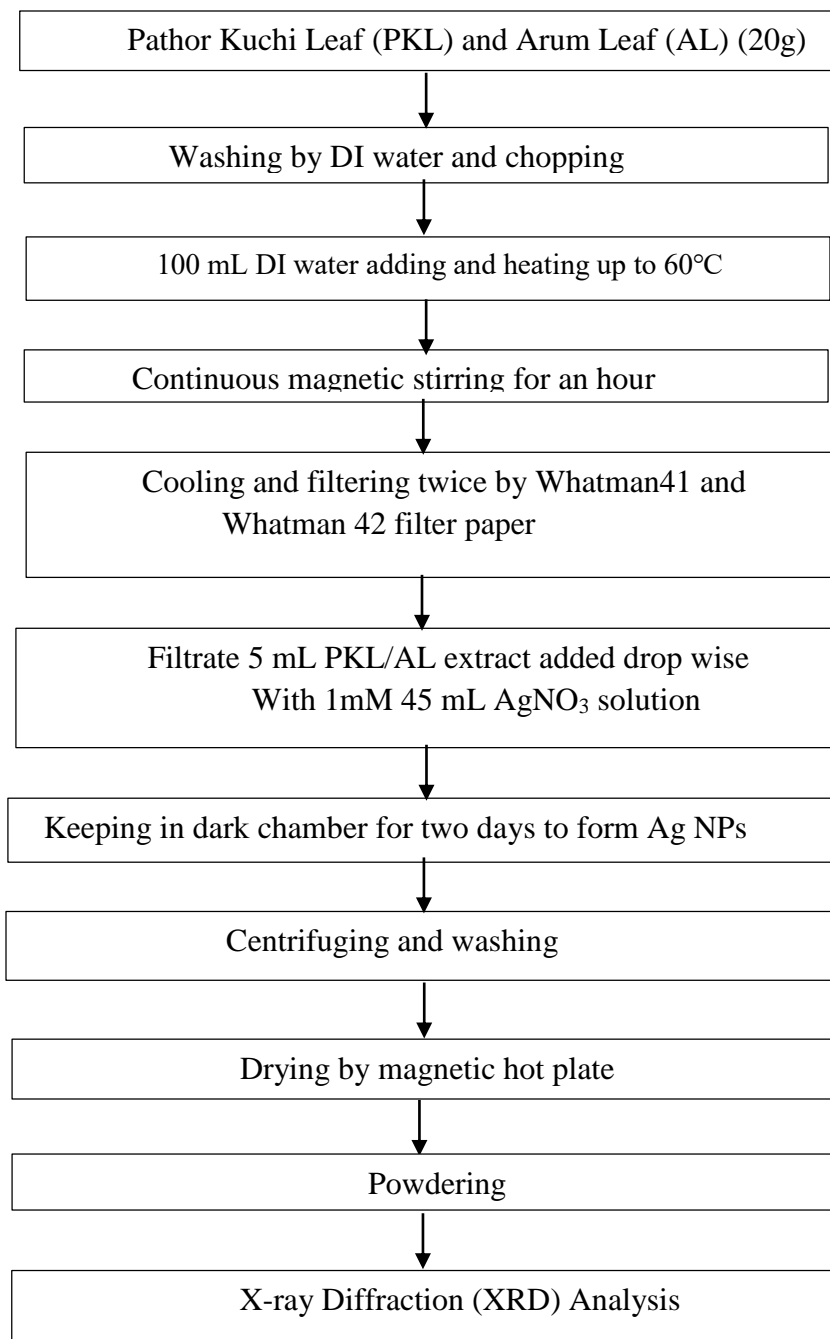 Pathor Kuchi Leaf (PKL) and Arum Leaf (AL) (20g)
Washing by DI water and chopping
100 mL DI water adding and heating up to 60°C
Continuous magnetic stirring for an hour
Cooling and filtering twice by Whatman41 and
Whatman 42 filter paper
Filtrate 5 mL PKL/AL extract added drop wise
With 1mM 45 mL AgNO₃ solution
Keeping in dark chamber for two days to form Ag NPs
Centrifuging and washing
Drying by magnetic hot plate
Powdering
X-ray Diffraction (XRD) Analysis